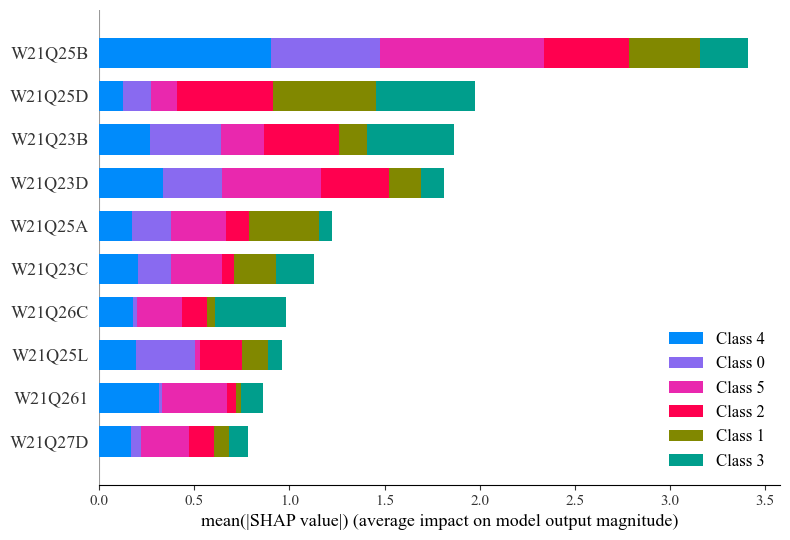 W21Q25B
W21Q25D
W21Q23B
W21Q23D
W21Q25A
W21Q23C
W21Q26C
W21Q25L
W21Q261
W21Q27D
Class 4
Class 0
Class 5
Class 2
Class 1
Class 3
0.0 0.5 1.0 1.5 2.0 2.5 3.0 3.5
mean(|SHAP value|) (average impact on model output magnitude)